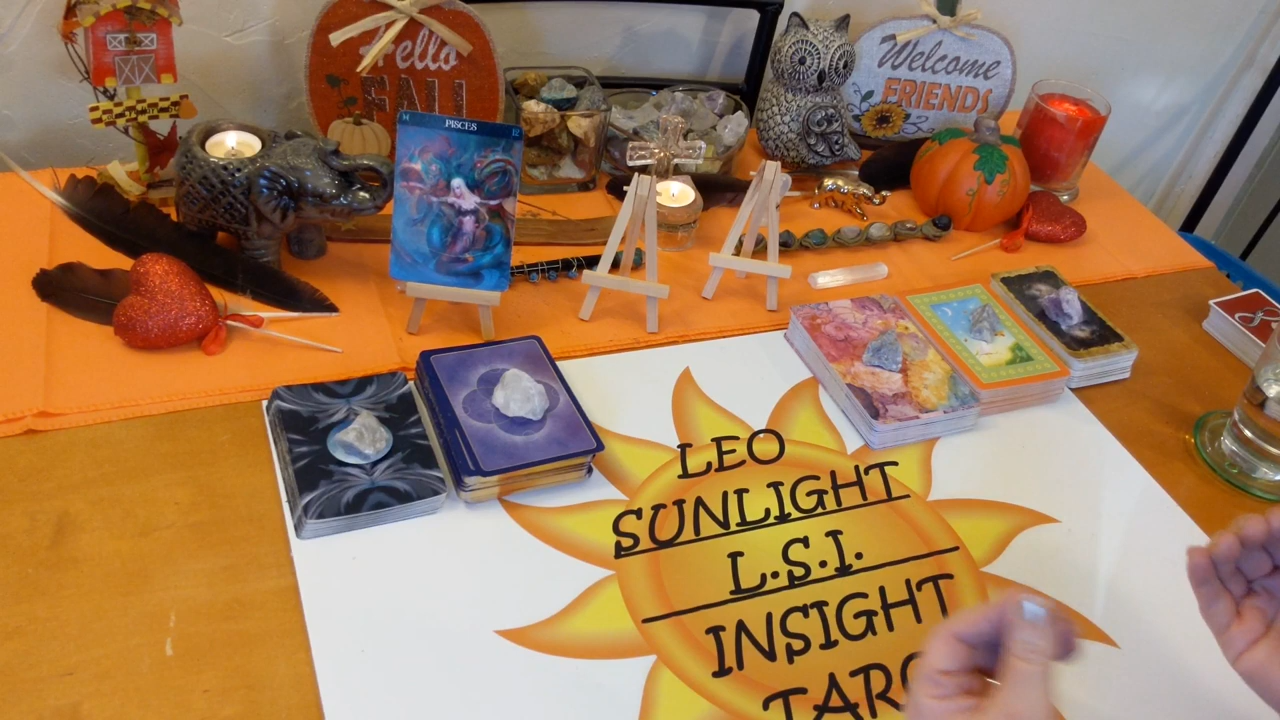 Hello
FALL
Welcome
FRIENDS
PISCES
12
LEO
SUNLIGHT
L.S.I.
INSIGHT